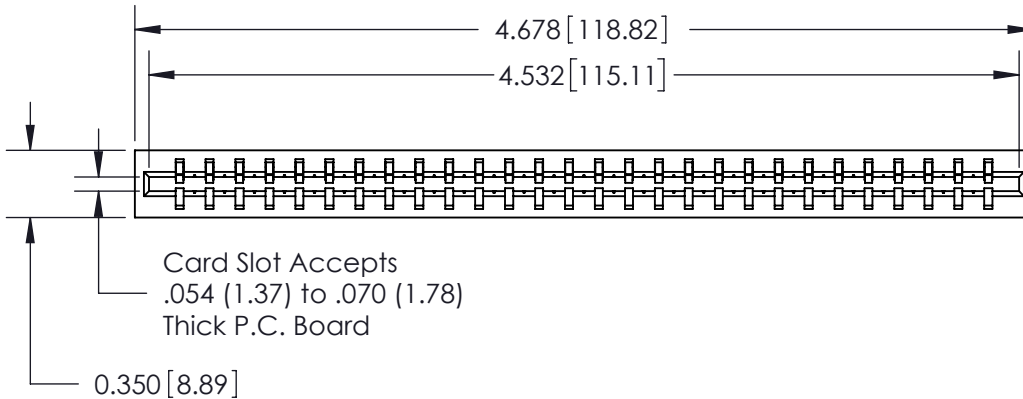 4.678[118.82]
4.532[115.11]
Card Slot Accepts
.054 (1.37) to .070 (1.78)
Thick P.C. Board
0.350[8.89]